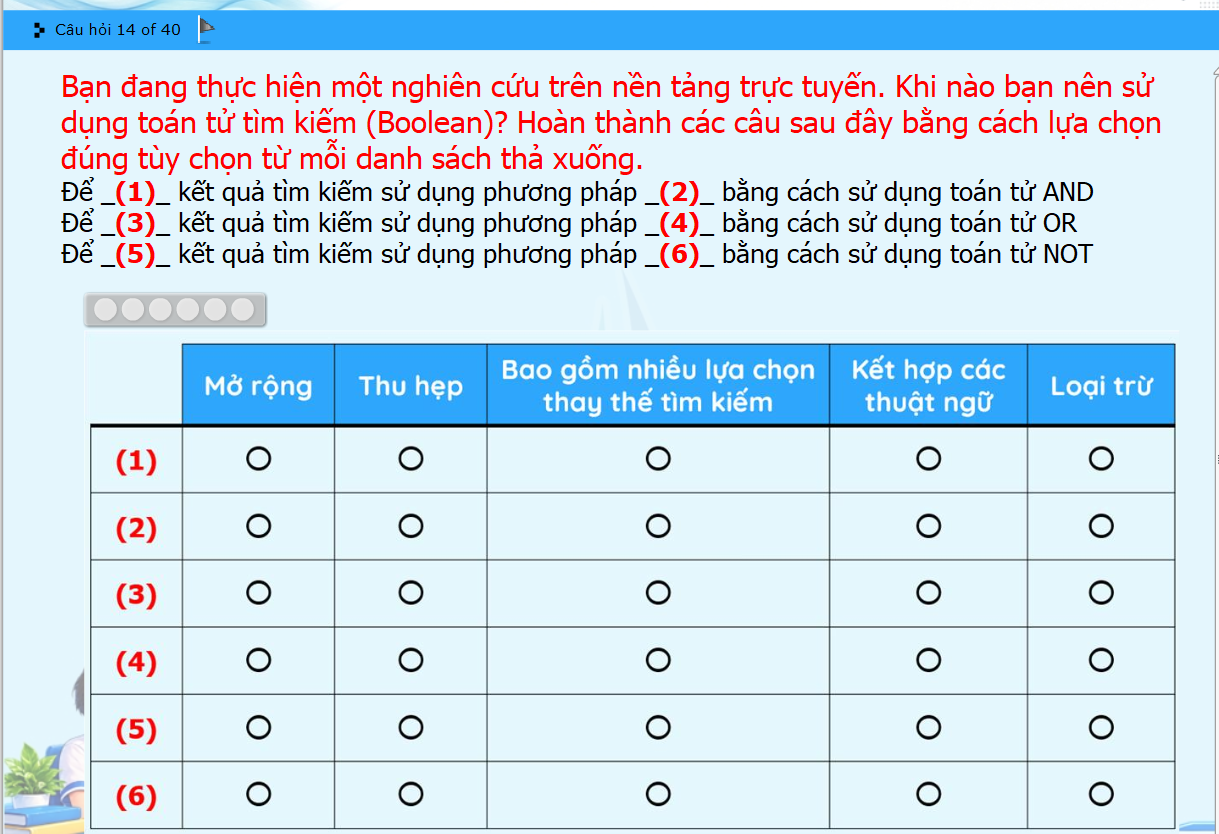 Câu hỏi 14 of 40
Bạn đang thực hiện một nghiên cứu trên nền tảng trực tuyến. Khi nào bạn nên sử
dụng toán tử tìm kiếm (Boolean)? Hoàn thành các câu sau đây bằng cách lựa chọn
đúng tùy chọn từ mỗi danh sách thả xuống.
Để _(1)_ kết quả tìm kiếm sử dụng phương pháp _(2)_ bằng cách sử dụng toán tử AND
Để _(3)_ kết quả tìm kiếm sử dụng phương pháp _(4)_ bằng cách sử dụng toán tử OR
Để _(5)_ kết quả tìm kiếm sử dụng phương pháp _(6)_ bằng cách sử dụng toán tử NOT
Mở rộng
Thu hẹp
Bao gồm nhiều lựa chọn
thay thế tìm kiếm
Kết hợp các
thuật ngữ
Loại trừ
(1)
(2)
(3)
(4)
(5)
(6)